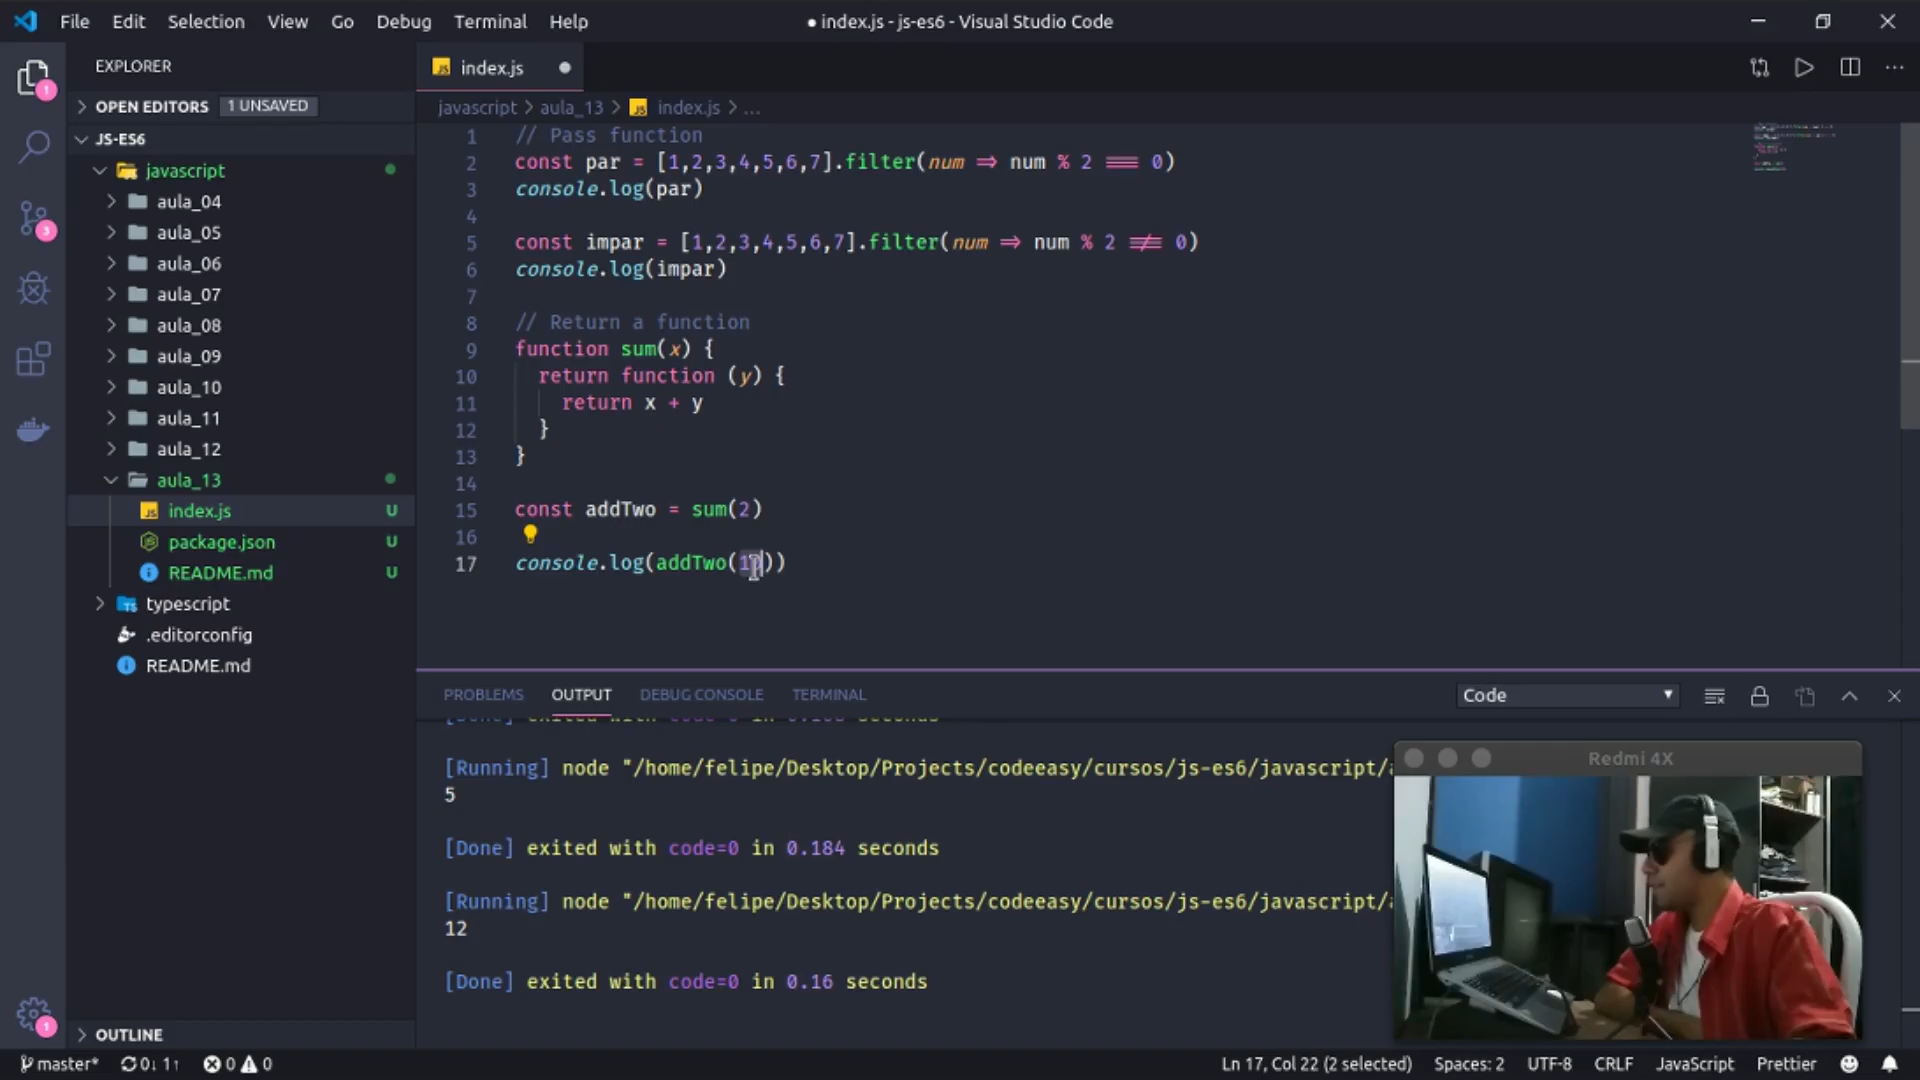 File Edit Selection View Go Debug Terminal Help
● index.js - js-es6 - Visual Studio Code
EXPLORER
OPEN EDITORS 1 UNSAVED
JS-ES6
javascript
aula_04
aula_05
aula_06
aula_07
aula_08
aula_09
aula_10
aula_11
aula_12
aula_13
index.js U
package.json U
README.md U
typescript
.editorconfig
README.md
OUTLINE
1
3
1
index.js
javascript > aula_13 > index.js > ...
1 // Pass function
2 const par = [1,2,3,4,5,6,7].filter(num => num % 2 === 0)
3 console.log(par)
4
5 const impar = [1,2,3,4,5,6,7].filter(num => num % 2 !== 0)
6 console.log(impar)
7
8 // Return a function
9 function sum(x) {
10 return function (y) {
11 return x + y
12 }
13 }
14
15 const addTwo = sum(2)
16
17 console.log(addTwo(10))
PROBLEMS OUTPUT DEBUG CONSOLE TERMINAL
Code
[Running] node "/home/felipe/Desktop/Projects/codeeasy/cursos/js-es6/javascript/
5
[Done] exited with code=0 in 0.184 seconds
[Running] node "/home/felipe/Desktop/Projects/codeeasy/cursos/js-es6/javascript/
12
[Done] exited with code=0 in 0.16 seconds
Redmi 4X
master* 0↓ 1↑ 0 0
Ln 17, Col 22 (2 selected) Spaces: 2 UTF-8 CRLF JavaScript Prettier